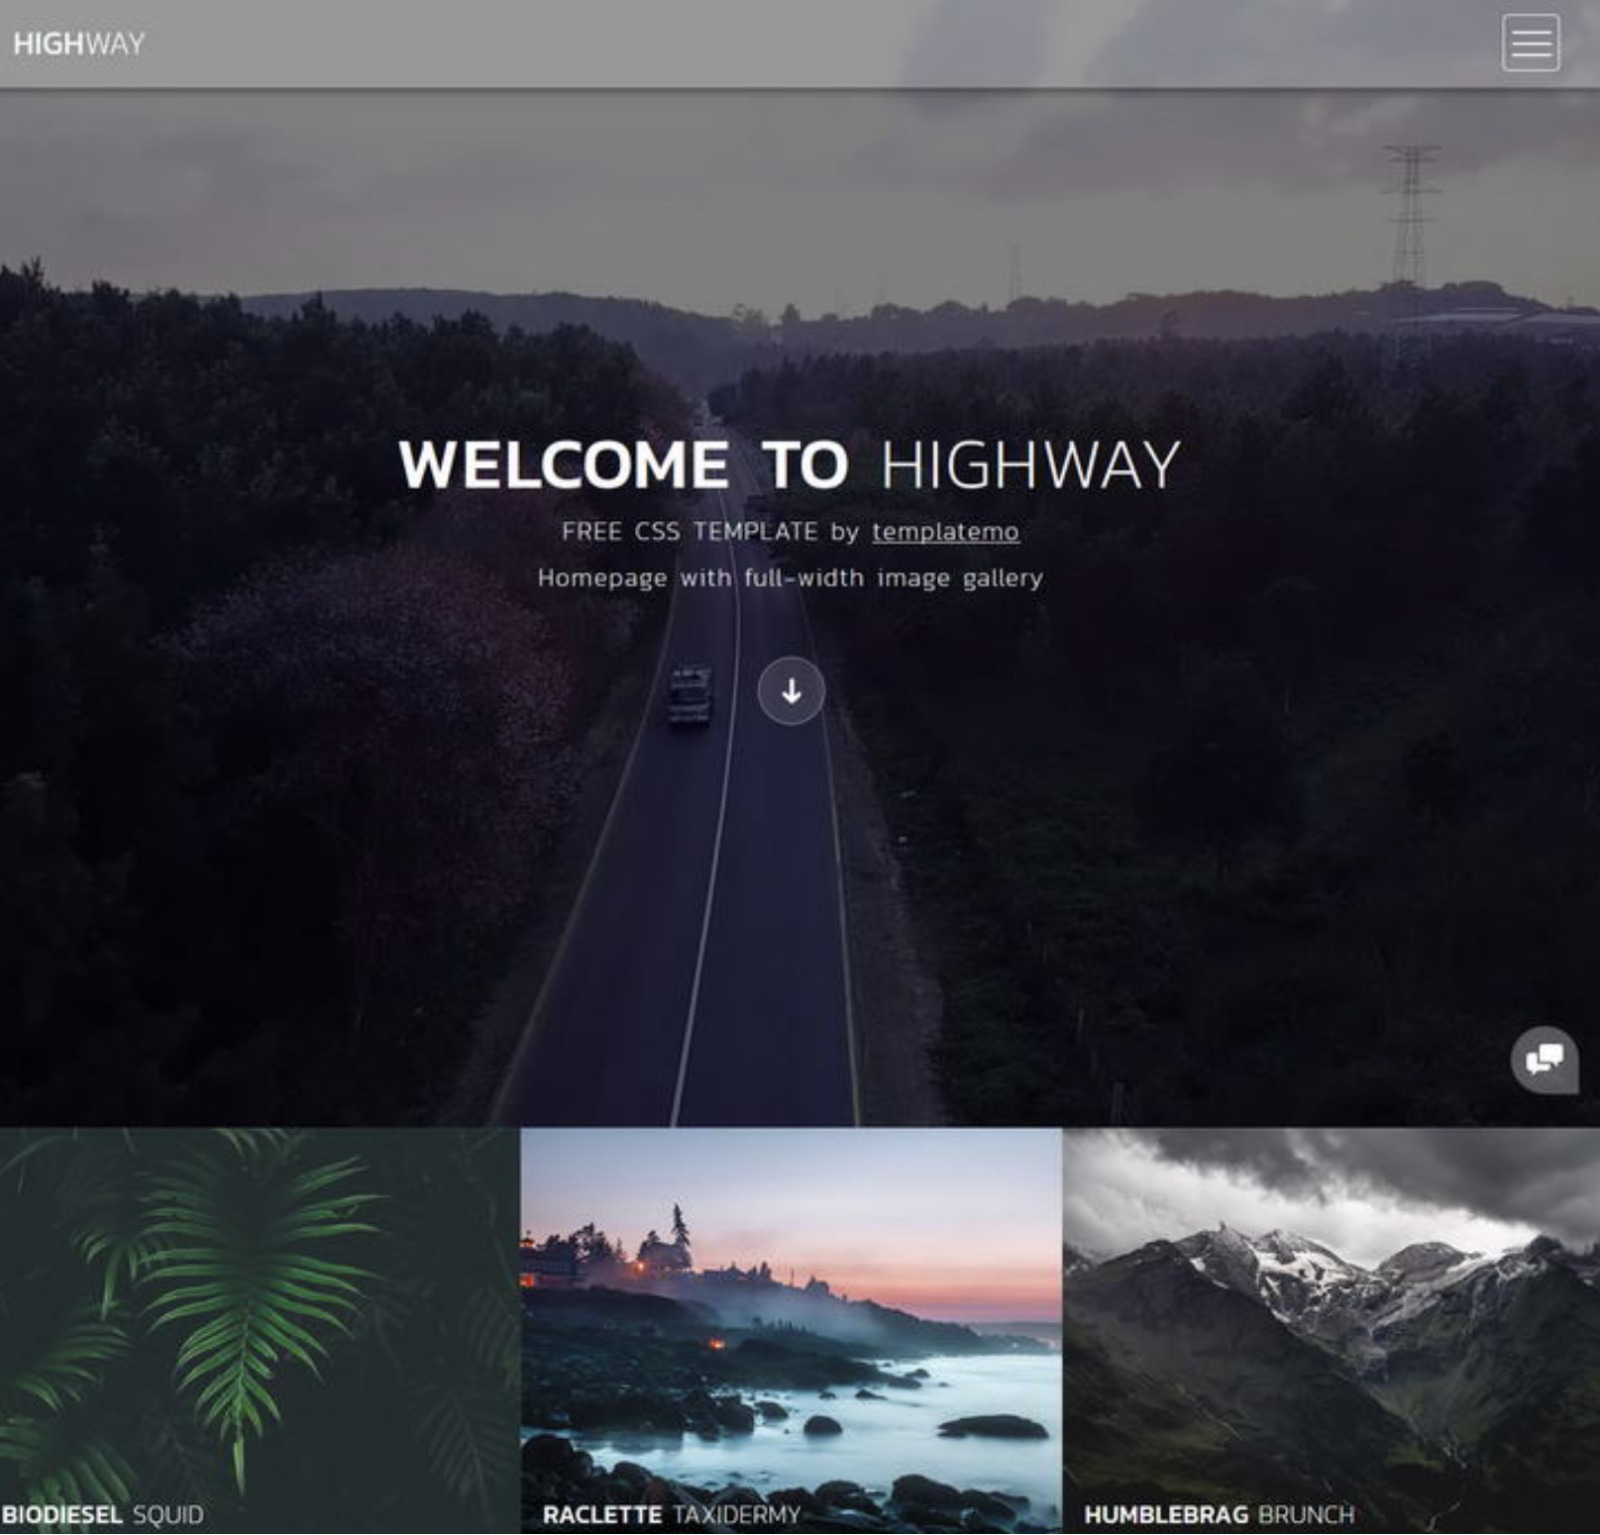 HIGHWAY
WELCOME TO HIGHWAY
FREE CSS TEMPLATE by templatemo
Homepage with full-width image gallery
BIODIESEL SQUID
RACLETTE TAXIDERMY
HUMBLEBRAG BRUNCH